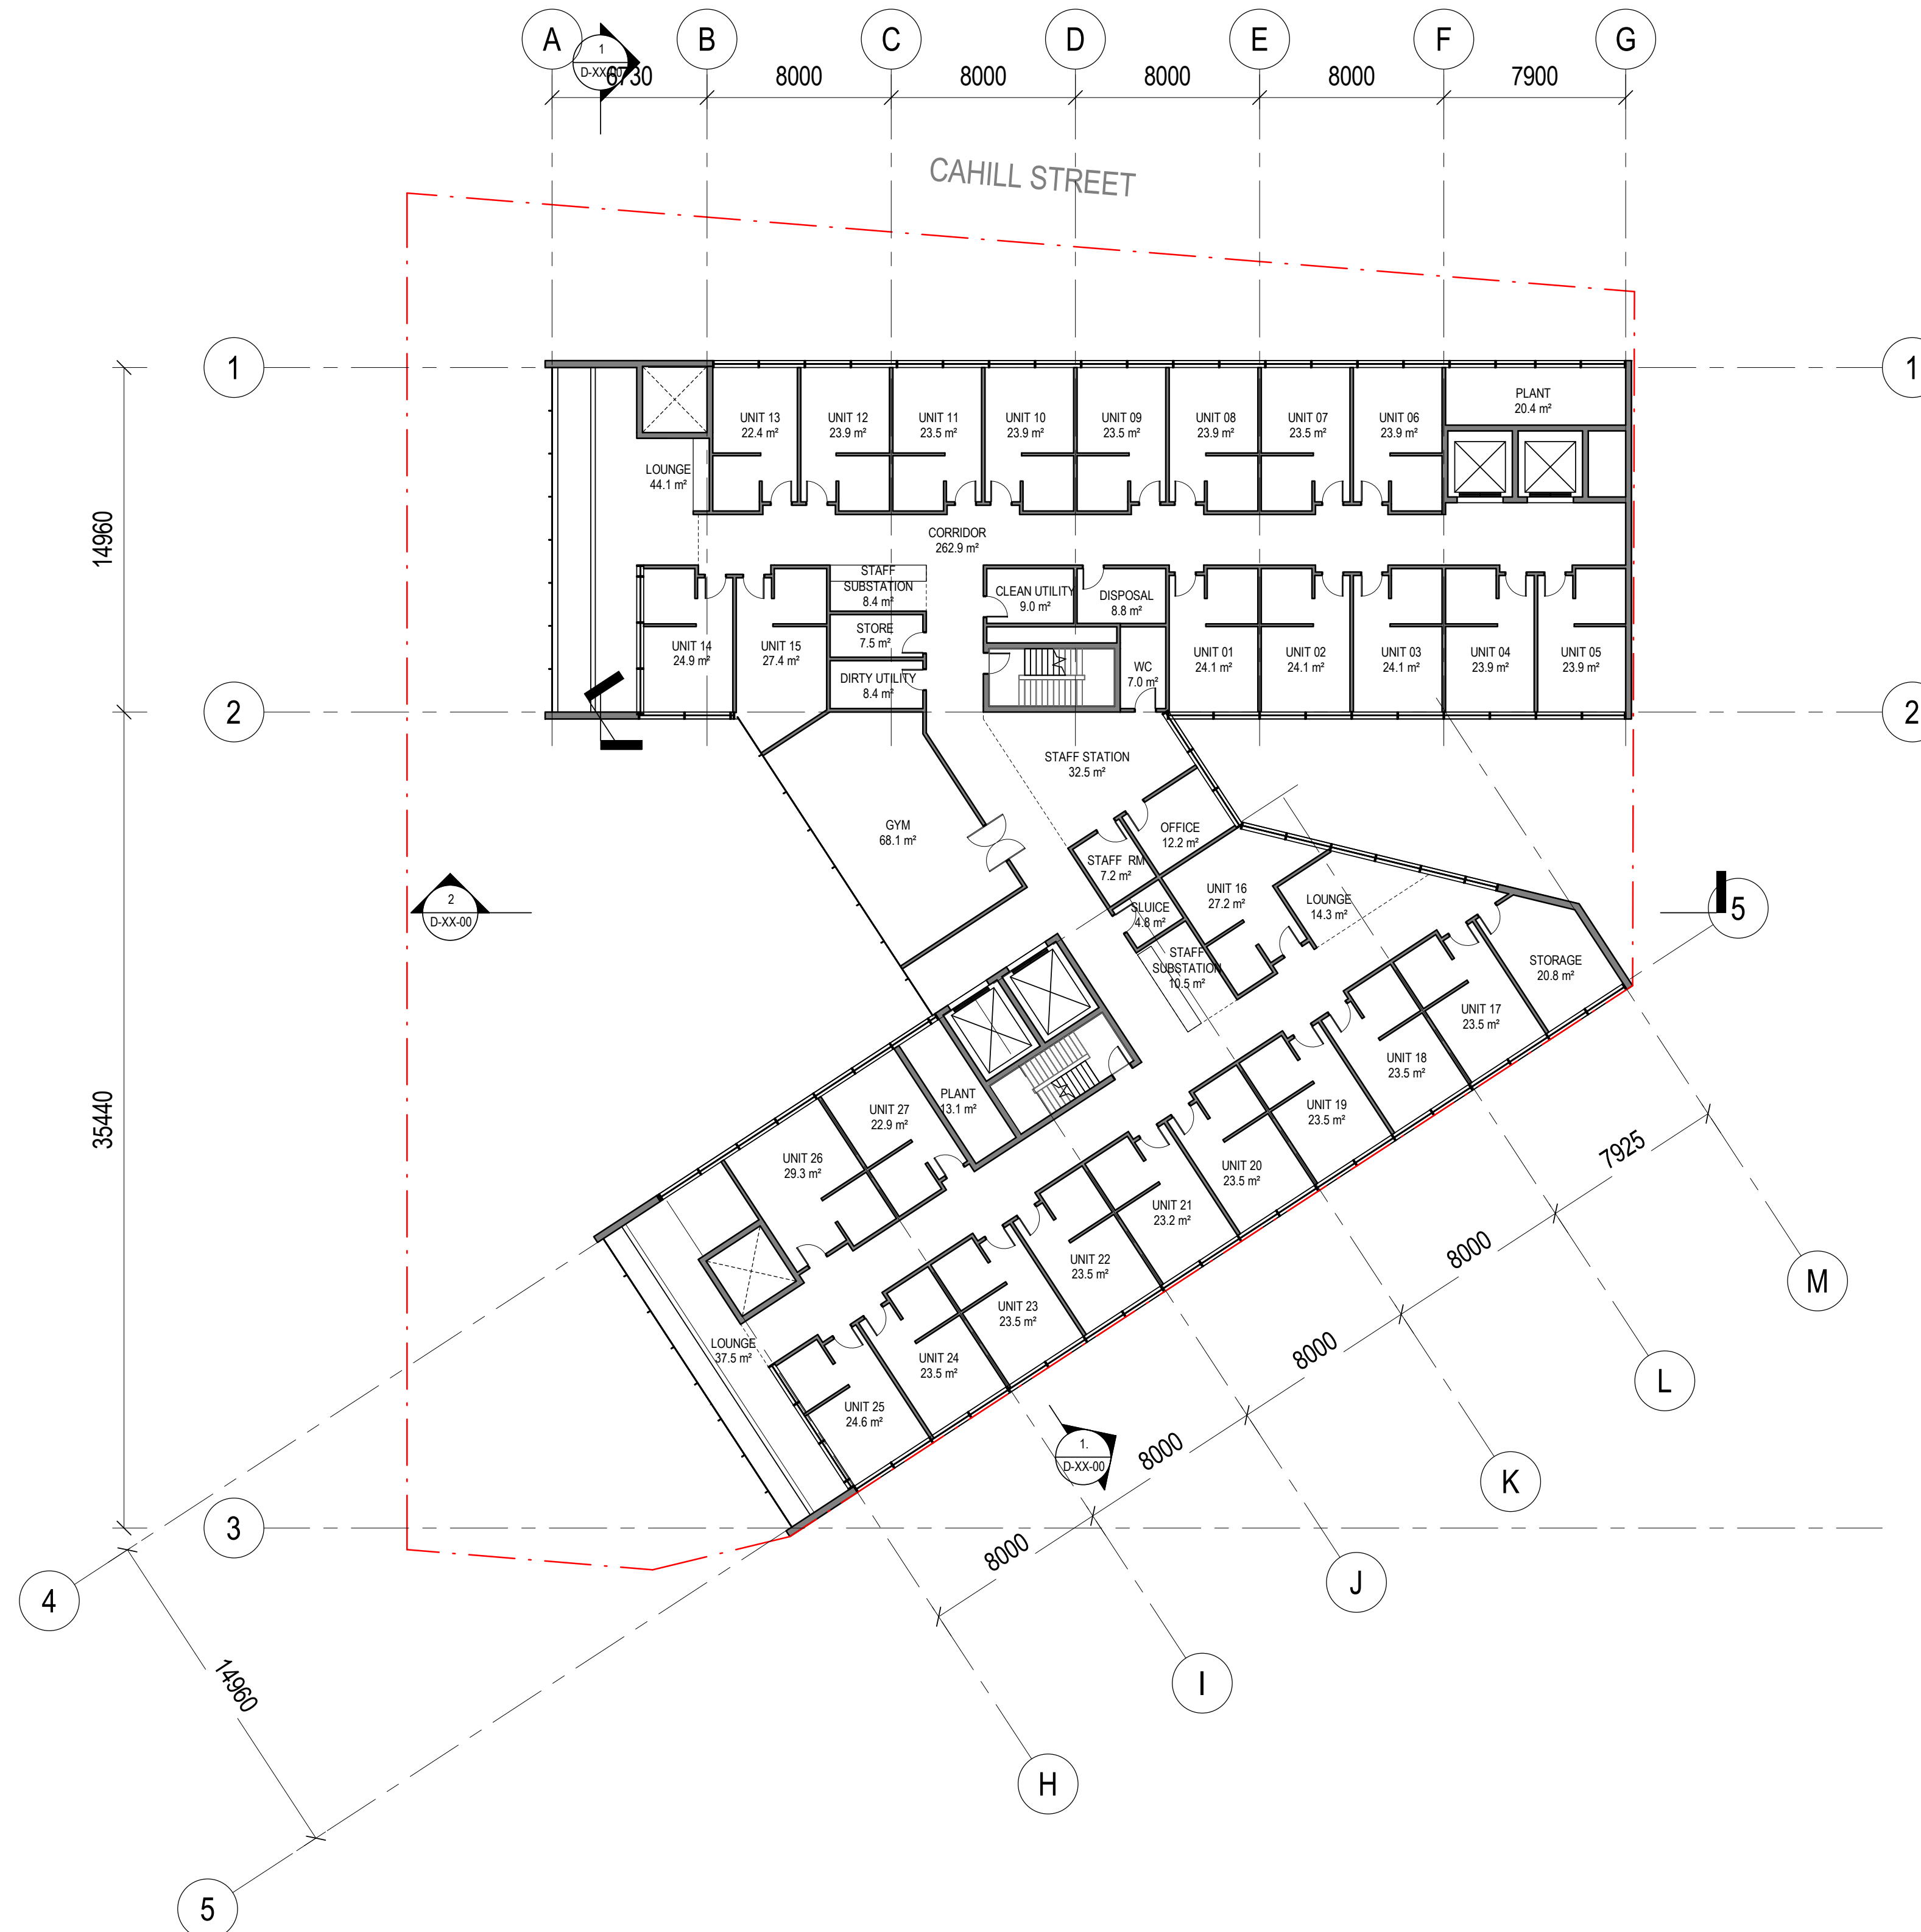 A
B
C
D
E
F
G
1
D-XX-00
6730
8000
8000
8000
8000
7900
CAHILL STREET
1
1
PLANT
20.4 m²
UNIT 13
22.4 m²
UNIT 12
23.9 m²
UNIT 11
23.5 m²
UNIT 10
23.9 m²
UNIT 09
23.5 m²
UNIT 08
23.9 m²
UNIT 07
23.5 m²
UNIT 06
23.9 m²
LOUNGE
44.1 m²
14960
CORRIDOR
262.9 m²
STAFF
SUBSTATION
8.4 m²
CLEAN UTILITY
9.0 m²
DISPOSAL
8.8 m²
STORE
7.5 m²
UNIT 14
24.9 m²
UNIT 15
27.4 m²
DIRTY UTILITY
8.4 m²
WC
7.0 m²
UNIT 01
24.1 m²
UNIT 02
24.1 m²
UNIT 03
24.1 m²
UNIT 04
23.9 m²
UNIT 05
23.9 m²
2
2
STAFF STATION
32.5 m²
GYM
68.1 m²
OFFICE
12.2 m²
STAFF RM
7.2 m²
UNIT 16
27.2 m²
LOUNGE
14.3 m²
2
D-XX-00
5
SLUICE
4.8 m²
STAFF
SUBSTATION
10.5 m²
STORAGE
20.8 m²
UNIT 17
23.5 m²
UNIT 18
23.5 m²
UNIT 19
23.5 m²
UNIT 20
23.5 m²
UNIT 21
23.2 m²
UNIT 22
23.5 m²
UNIT 23
23.5 m²
UNIT 24
23.5 m²
UNIT 25
24.6 m²
UNIT 26
29.3 m²
UNIT 27
22.9 m²
PLANT
13.1 m²
LOUNGE
37.5 m²
35440
7925
8000
8000
8000
8000
1.
D-XX-00
M
L
K
J
I
H
3
4
14960
5